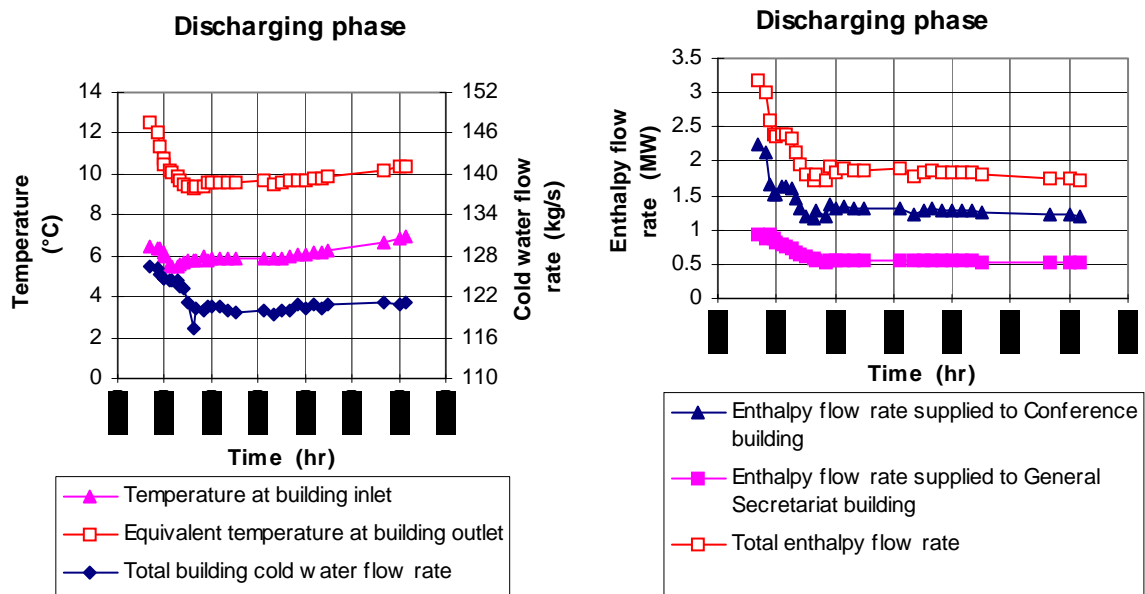 Discharging phase
14
12
10
8
6
4
2
0
Temperature
(°C)
152
146
140
134
128
122
116
110
Cold water flow
rate (kg/s)
Time (hr)
Temperature at building inlet
Equivalent temperature at building outlet
Total building cold water flow rate
Discharging phase
3.5
3
2.5
2
1.5
1
0.5
0
Enthalpy flow
rate (MW)
Time (hr)
Enthalpy flow rate supplied to Conference
building
Enthalpy flow rate supplied to General
Secretariat building
Total enthalpy flow rate